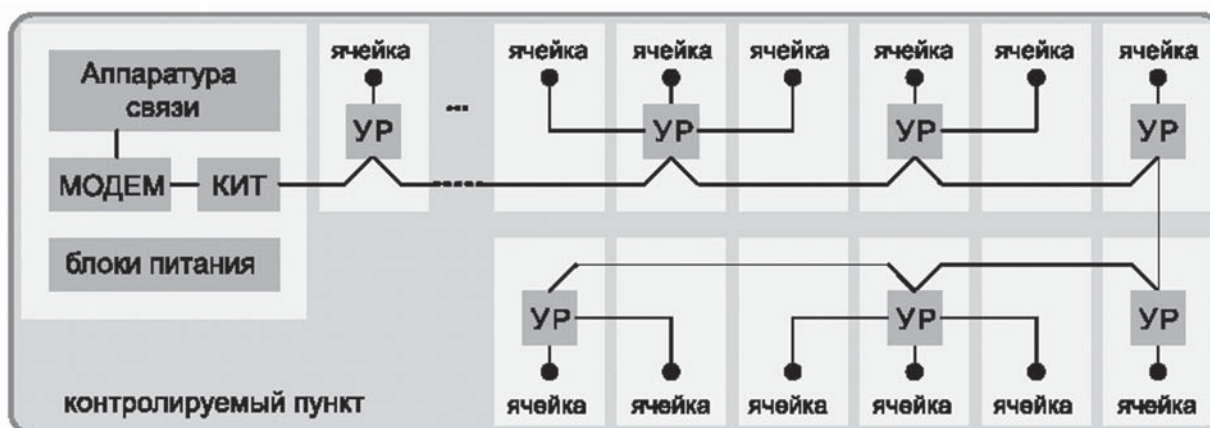 Аппаратура
связи
МОДЕМ
КИТ
блоки питания
контролируемый пункт
ячейка
УР
...
ячейка
ячейка
ячейка
УР
ячейка
ячейка
УР
ячейка
УР
УР
ячейка
ячейка
УР
ячейка
ячейка
ячейка
УР
ячейка